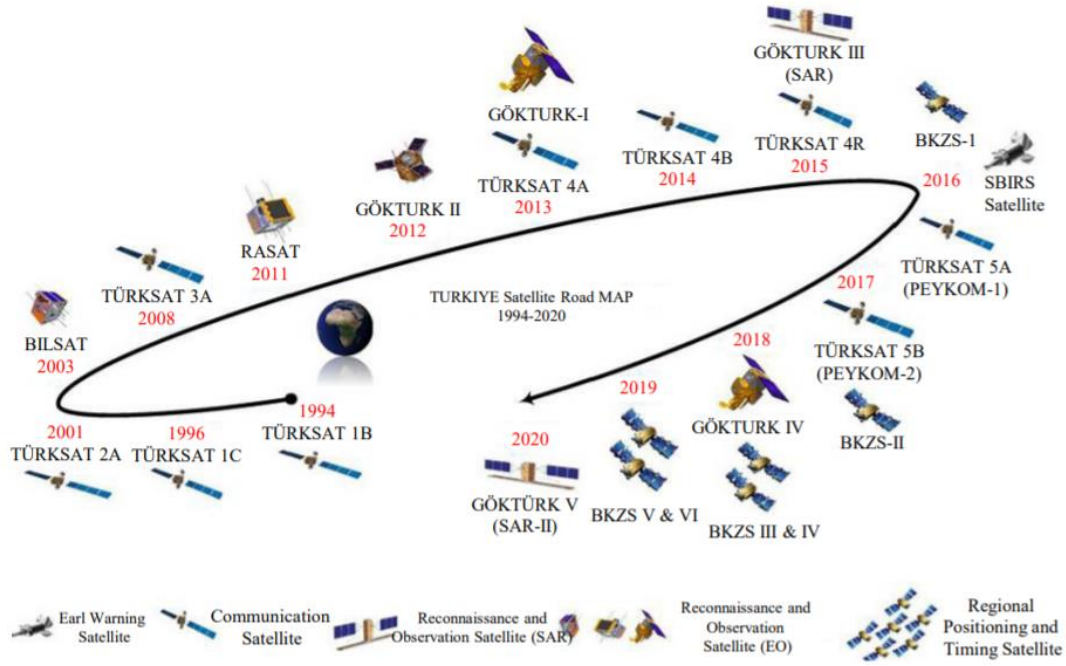 GÖKTURK III
(SAR)
GÖKTURK-I
BKZS-1
TÜRKSAT 4B
TÜRKSAT 4R
2014
2015
2016
SBIRS
Satellite
TÜRKSAT 4A
2013
GÖKTURK II
2012
RASAT
2011
TÜRKSAT 3A
2008
BILSAT
2003
TURKIYE Satellite Road MAP
1994-2020
TÜRKSAT 5A
(PEYKOM-1)
2017
TÜRKSAT 5B
(PEYKOM-2)
2018
2019
GÖKTURK IV
BKZS-II
1994
TÜRKSAT 1B
1996
TÜRKSAT 1C
2001
TÜRKSAT 2A
2020
GÖKTÜRK V
(SAR-II)
BKZS V & VI
BKZS III & IV
Earl Warning
Satellite
Communication
Satellite
Reconnaissance and
Observation Satellite (SAR)
Reconnaissance and
Observation
Satellite (EO)
Regional
Positioning and
Timing Satellite